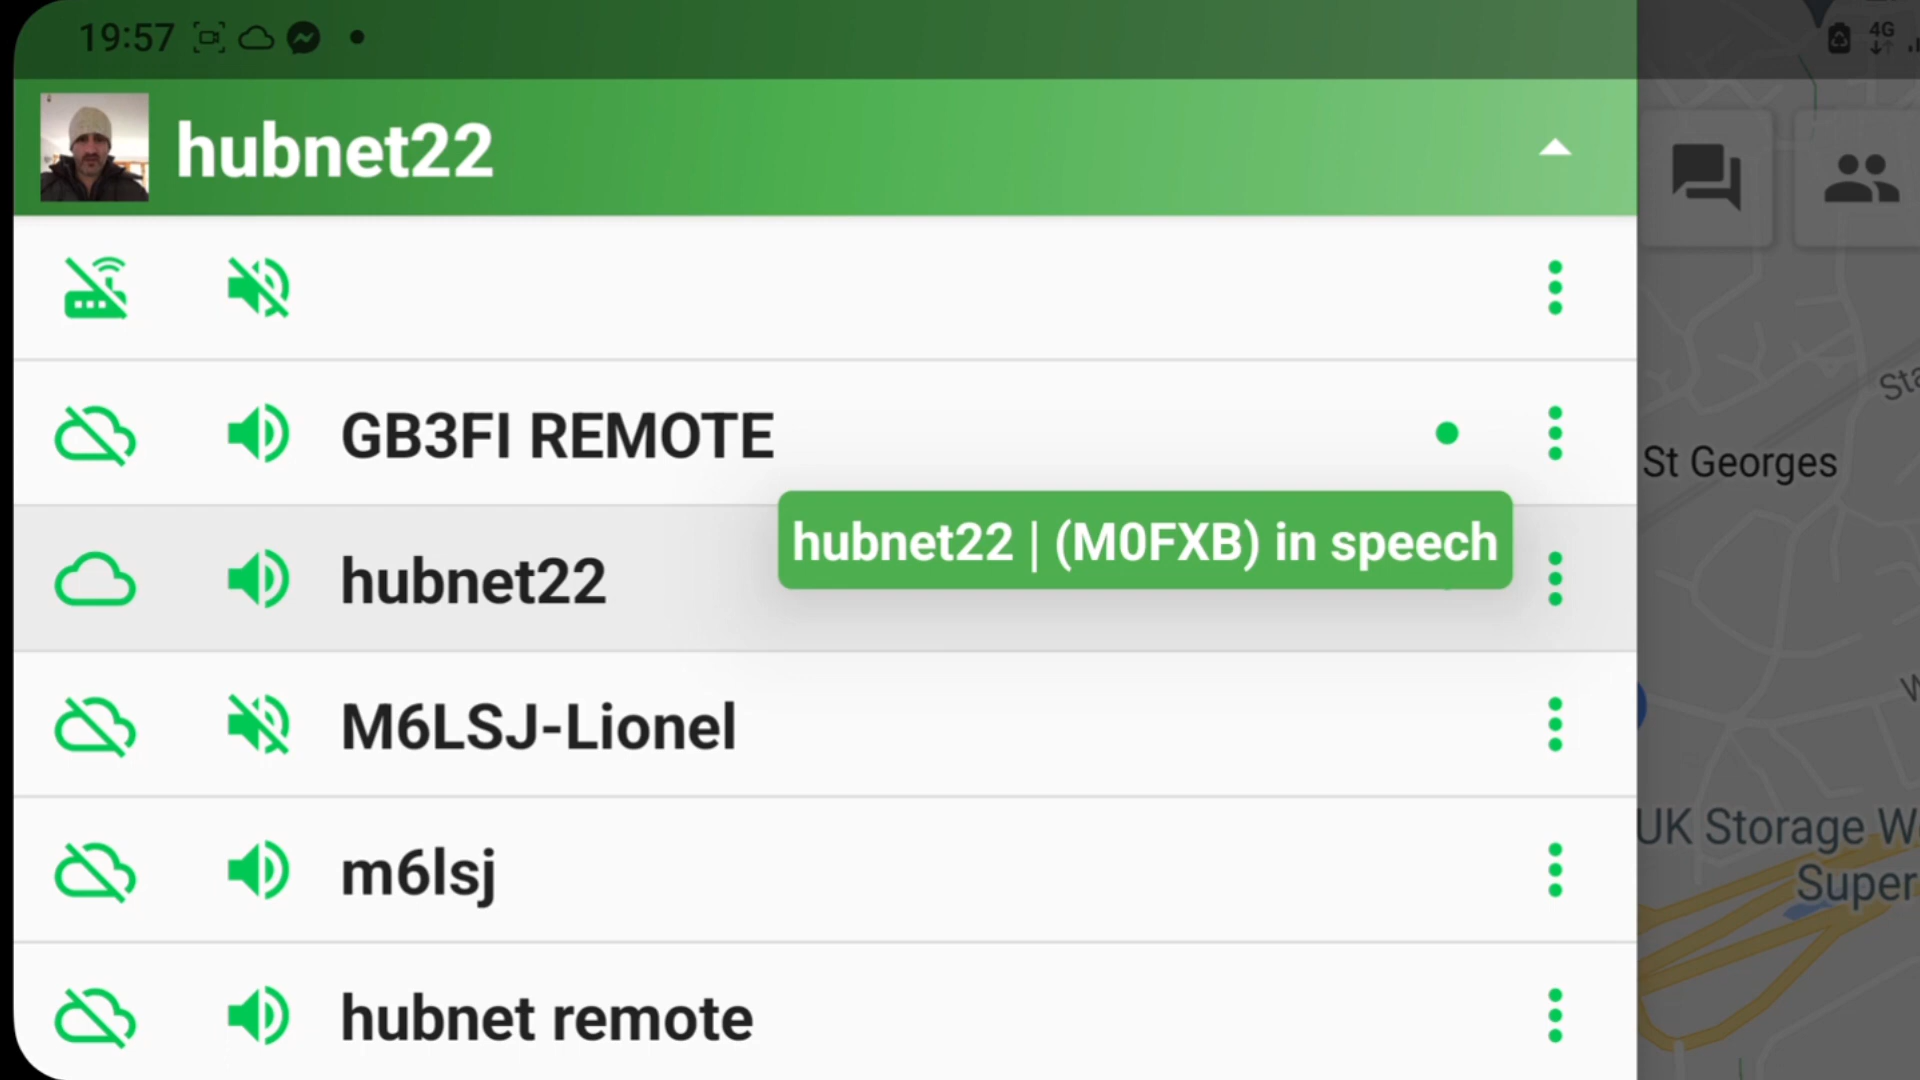 19:57
4G
hubnet22
GB3FI REMOTE
hubnet22 | (M0FXB) in speech
hubnet22
M6LSJ-Lionel
m6lsj
hubnet remote
St Georges
UK Storage W
Super